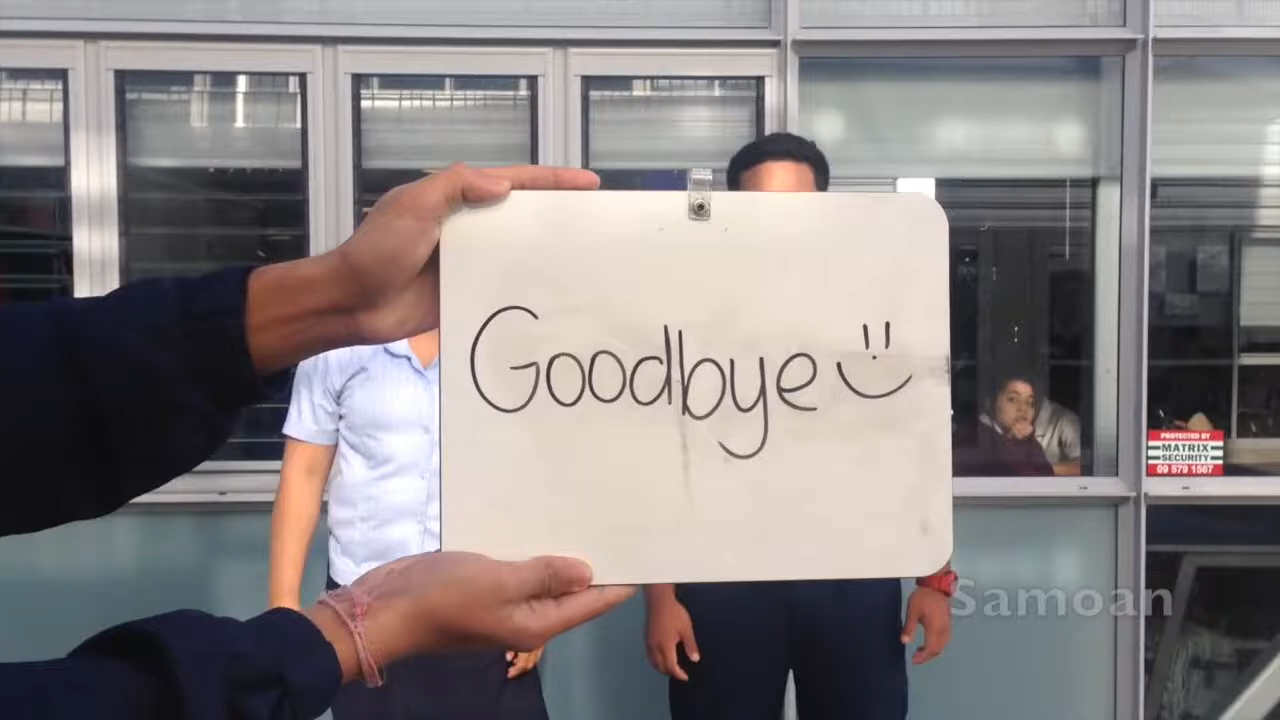 Goodbye
Samoan
PROTECTED BY
MATRIX
SECURITY
09 579 1567